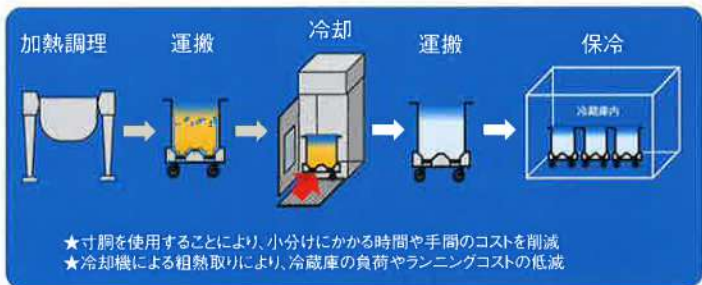 加熱調理
運搬
冷却
運搬
保冷
冷蔵庫内
★寸胴を使用することにより、小分けにかかる時間や手間のコストを削減
★冷却機による粗熱取りにより、冷蔵庫の負荷やランニングコストの低減